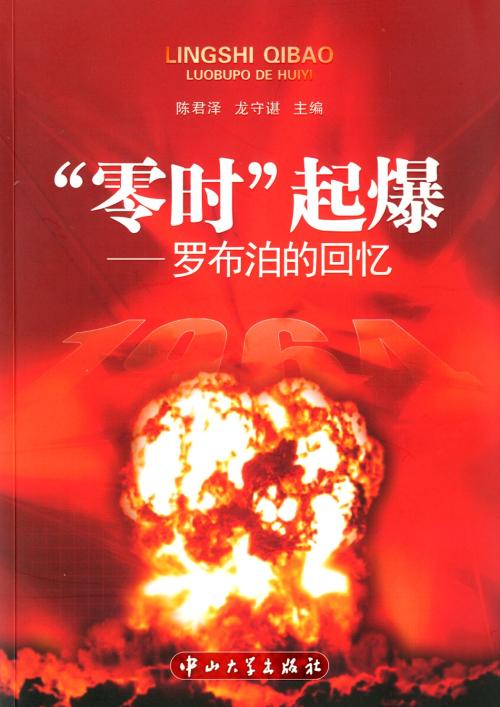 LINGSHI QIBAO
LUOBUPO DE HUIYI
陈君泽 龙守谌 主编
“零时”起爆
——罗布泊的回忆
1964
中山大学出版社